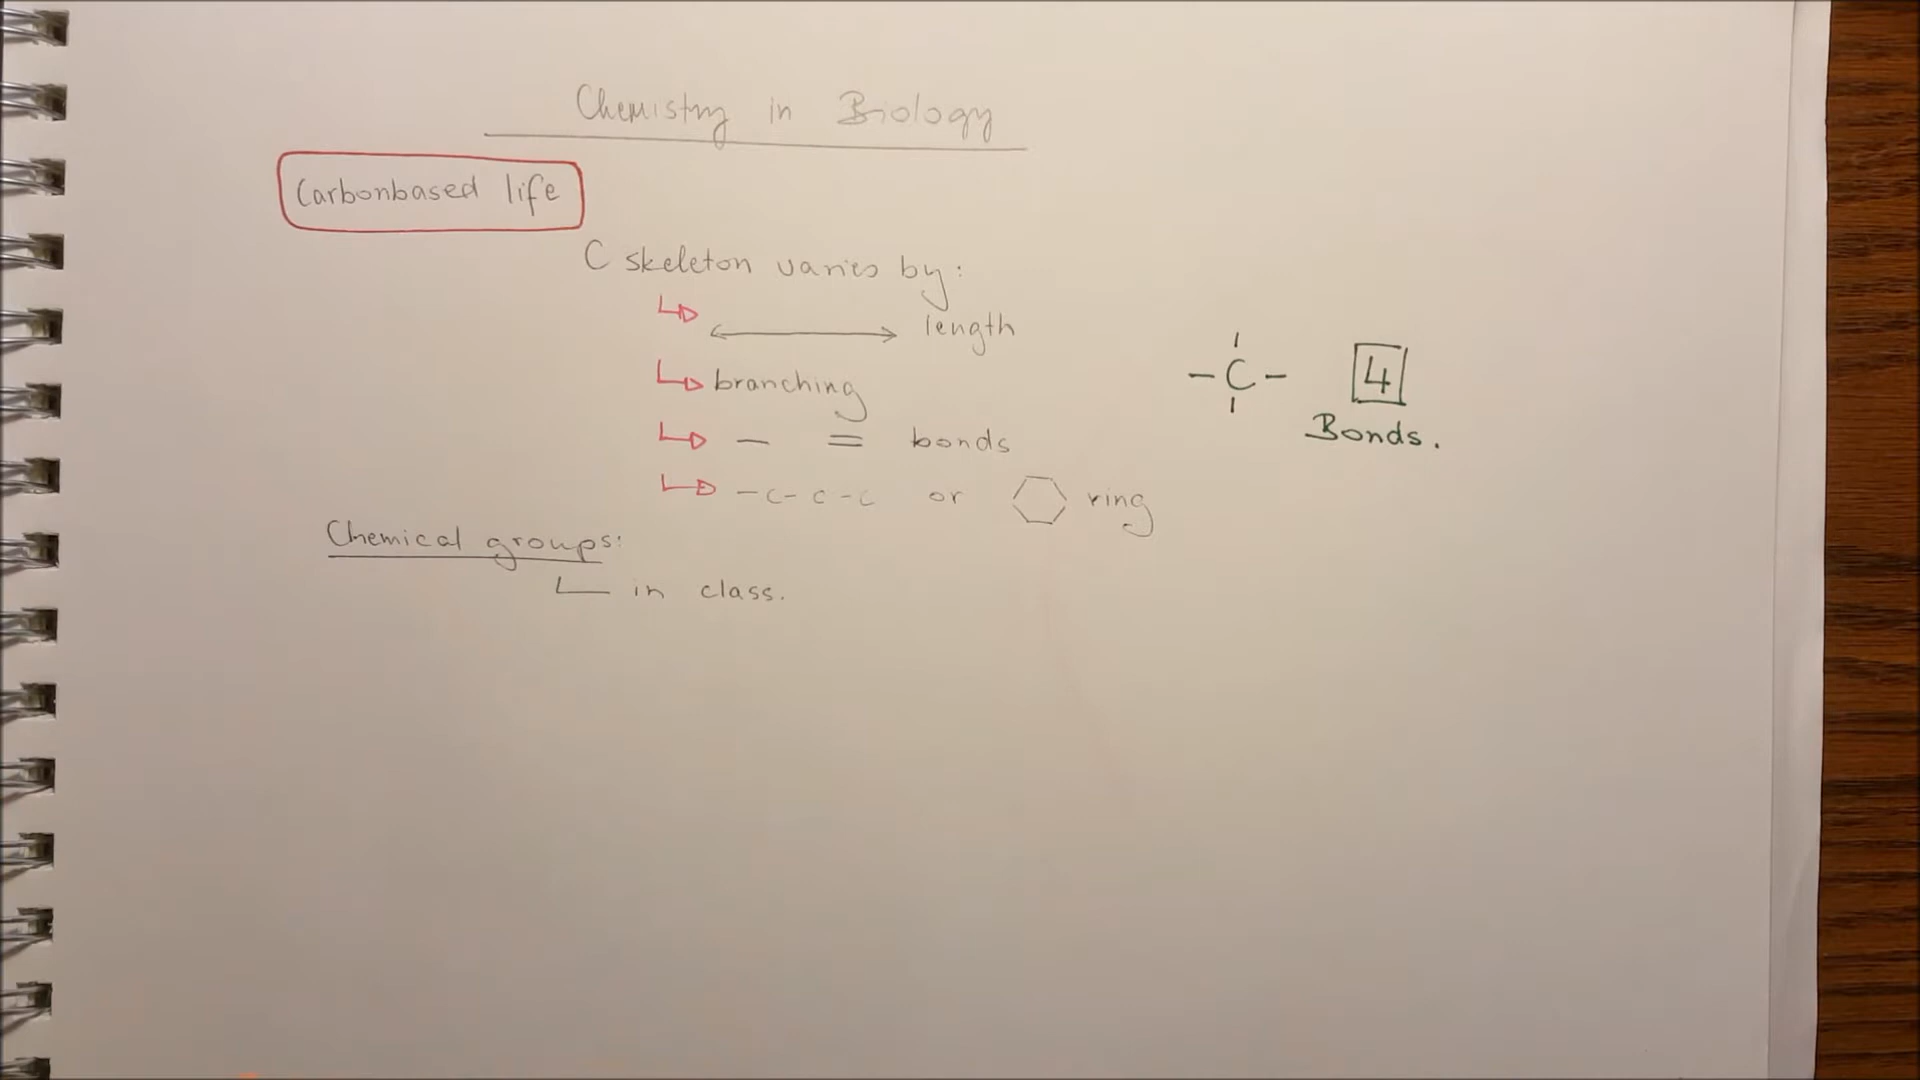 Chemistry in Biology
Carbonbased life
C skeleton varies by:
length
branching
— = bonds
-C-C-C or ring
-C- 4
Bonds.
Chemical groups:
in class.